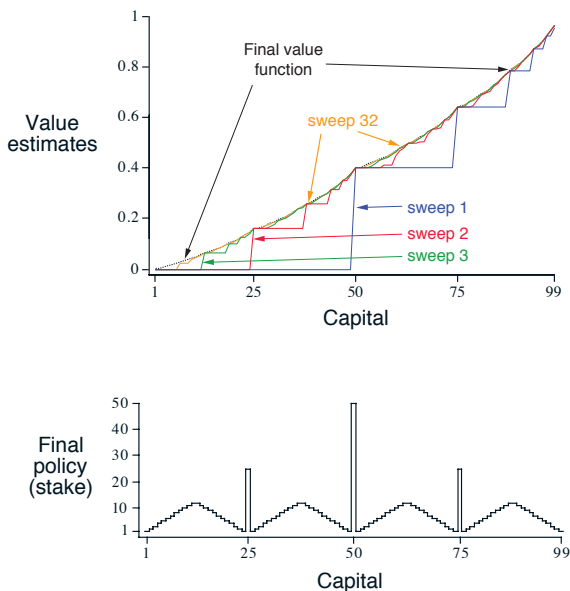 1
0.8
0.6
0.4
0.2
0
Value
estimates
Final value
function
sweep 32
sweep 1
sweep 2
sweep 3
1
25
50
75
99
Capital
50
40
30
20
10
1
Final
policy
(stake)
1
25
50
75
99
Capital